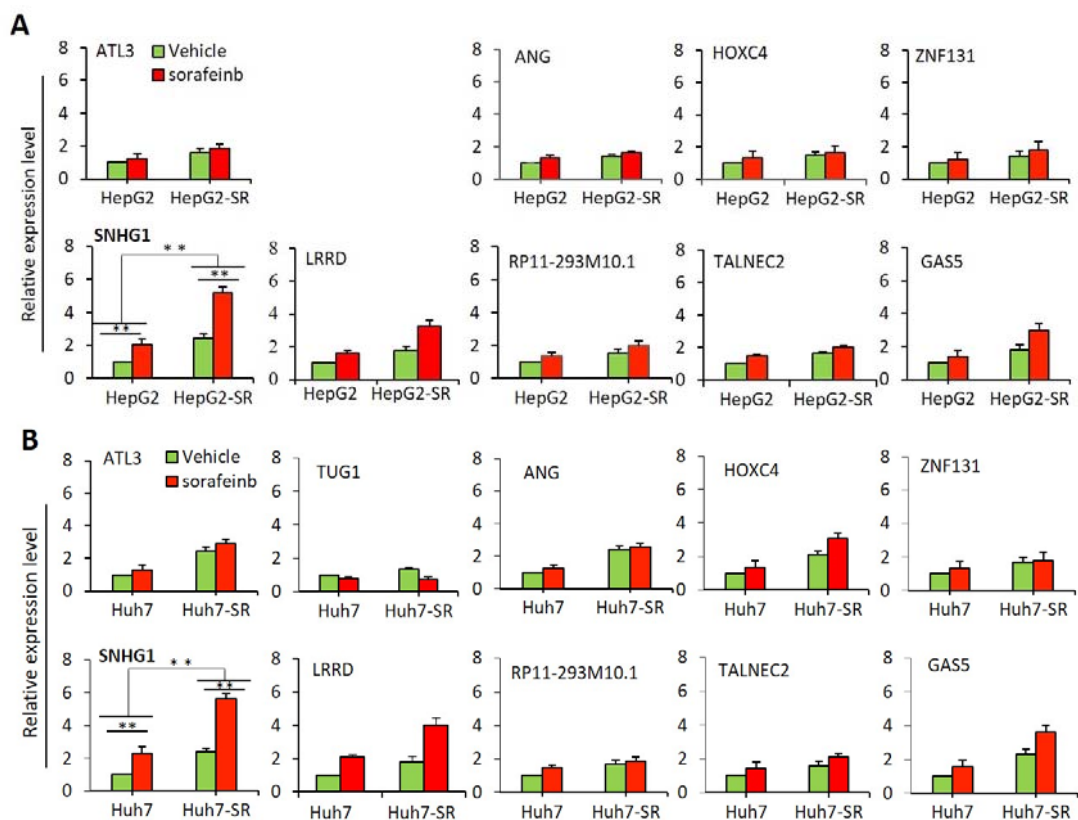 A
Relative expression level
ATL3
Vehicle
sorafeinb
8
6
4
2
0
HepG2 HepG2-SR
ANG
8
6
4
2
0
HepG2 HepG2-SR
HOXC4
8
6
4
2
0
HepG2 HepG2-SR
ZNF131
8
6
4
2
0
HepG2 HepG2-SR
SNHG1
8
6
4
2
0
* *
**
**
HepG2 HepG2-SR
LRRD
8
6
4
2
0
HepG2 HepG2-SR
RP11-293M10.1
8
6
4
2
0
HepG2 HepG2-SR
TALNEC2
8
6
4
2
0
HepG2 HepG2-SR
GAS5
8
6
4
2
0
HepG2 HepG2-SR
B
Relative expression level
ATL3
Vehicle
sorafeinb
8
6
4
2
0
Huh7 Huh7-SR
TUG1
8
6
4
2
0
Huh7 Huh7-SR
ANG
8
6
4
2
0
Huh7 Huh7-SR
HOXC4
8
6
4
2
0
Huh7 Huh7-SR
ZNF131
8
6
4
2
0
Huh7 Huh7-SR
SNHG1
8
6
4
2
0
* *
**
**
Huh7 Huh7-SR
LRRD
8
6
4
2
0
Huh7 Huh7-SR
RP11-293M10.1
8
6
4
2
0
Huh7 Huh7-SR
TALNEC2
8
6
4
2
0
Huh7 Huh7-SR
GAS5
8
6
4
2
0
Huh7 Huh7-SR